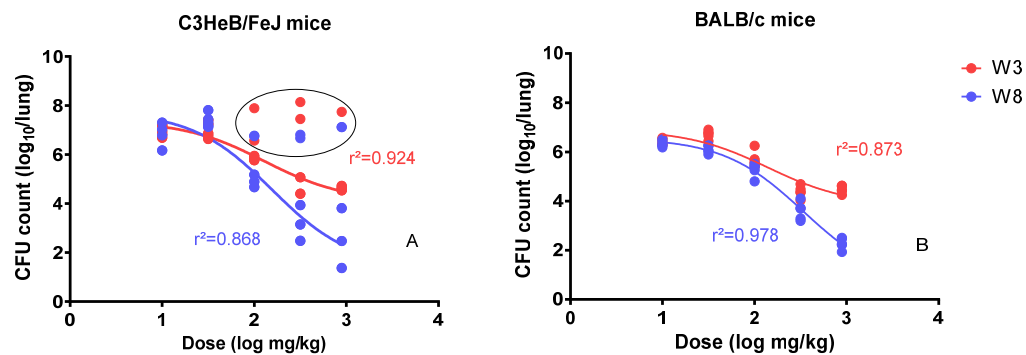 C3HeB/FeJ mice
CFU count (log10/lung)
10
8
6
4
2
0
r²=0.924
r²=0.868
A
0 1 2 3 4
Dose (log mg/kg)
BALB/c mice
CFU count (log10/lung)
10
8
6
4
2
0
r²=0.873
r²=0.978
B
0 1 2 3 4
Dose (log mg/kg)
W3
W8